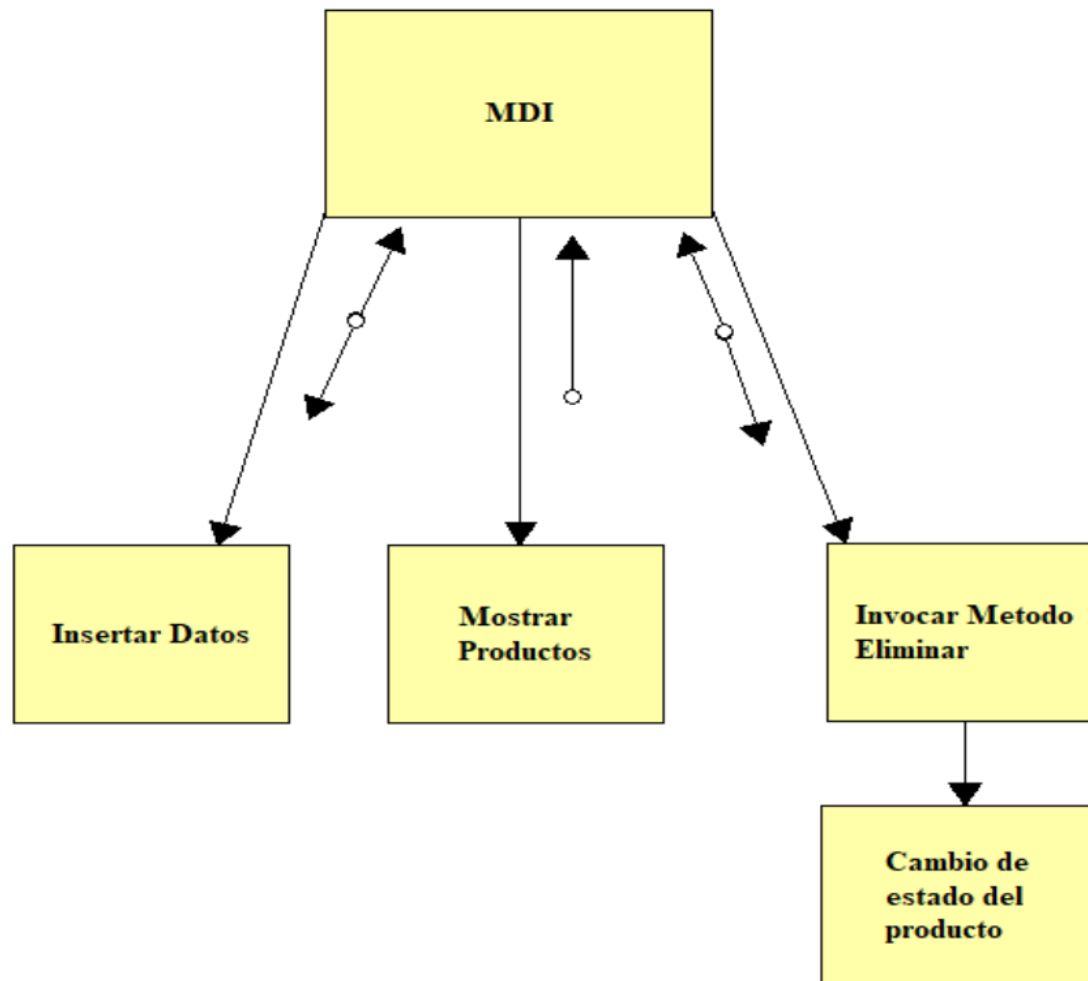 MDI
Insertar Datos
Mostrar
Productos
Invocar Metodo
Eliminar
Cambio de
estado del
producto